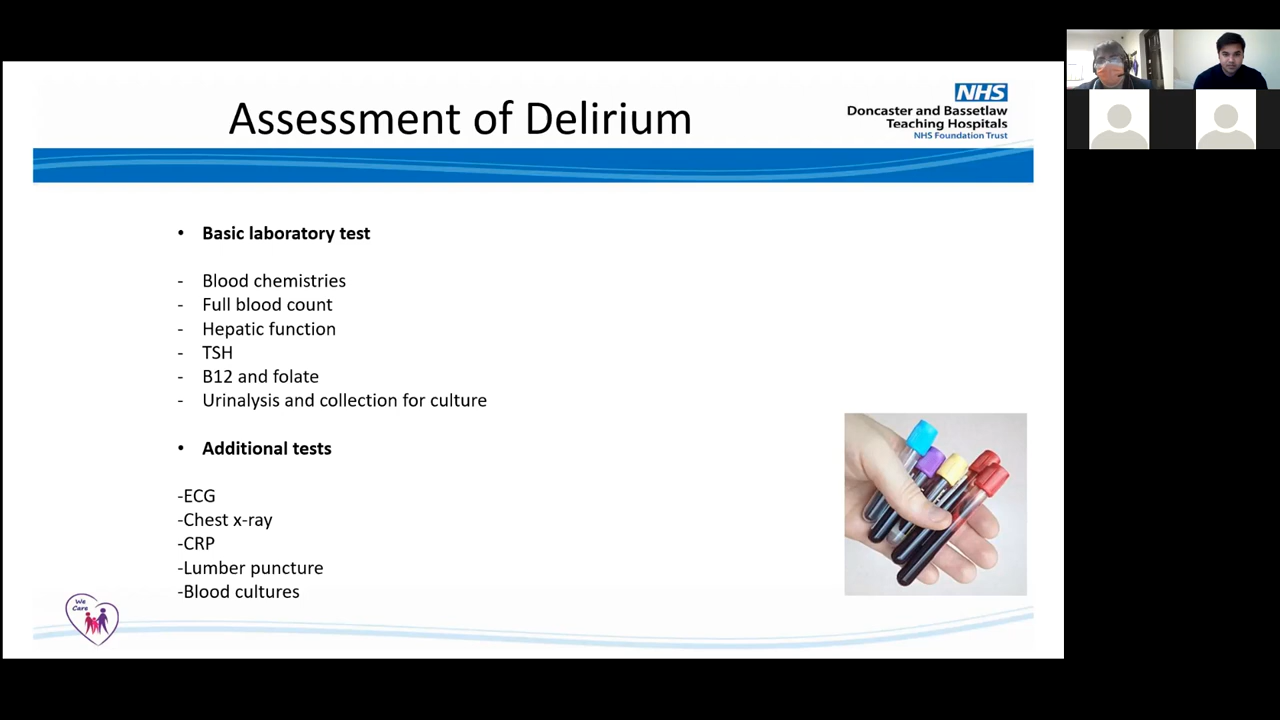 Assessment of Delirium
NHS
Doncaster and Bassetlaw
Teaching Hospitals
NHS Foundation Trust
• Basic laboratory test
- Blood chemistries
- Full blood count
- Hepatic function
- TSH
- B12 and folate
- Urinalysis and collection for culture
• Additional tests
-ECG
-Chest x-ray
-CRP
-Lumber puncture
-Blood cultures
We
Care